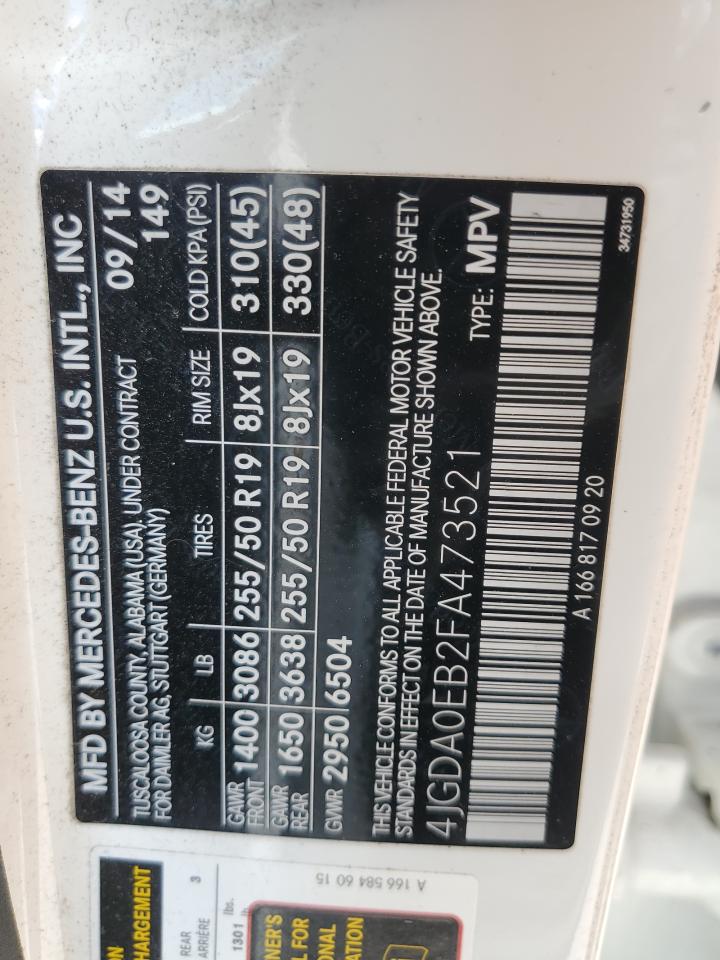 MFD BY MERCEDES-BENZ U.S. INTL., INC
TUSCALOOSA COUNTY, ALABAMA (USA), UNDER CONTRACT 09/14
FOR DAIMLER AG, STUTTGART (GERMANY) 149
KG LB TIRES RIM SIZE COLD KPA (PSI)
GAWR FRONT 1400 3086 255/50 R19 8Jx19 310(45)
GAWR REAR 1650 3638 255/50 R19 8Jx19 330(48)
GVWR 2950 6504
THIS VEHICLE CONFORMS TO ALL APPLICABLE FEDERAL MOTOR VEHICLE SAFETY
STANDARDS IN EFFECT ON THE DATE OF MANUFACTURE SHOWN ABOVE.
4JGDA0EB2FA473521 TYPE: MPV
A 166 817 09 20
34731950
REAR
ARRIÈRE 3
1301 lbs.
A 166 584 60 15